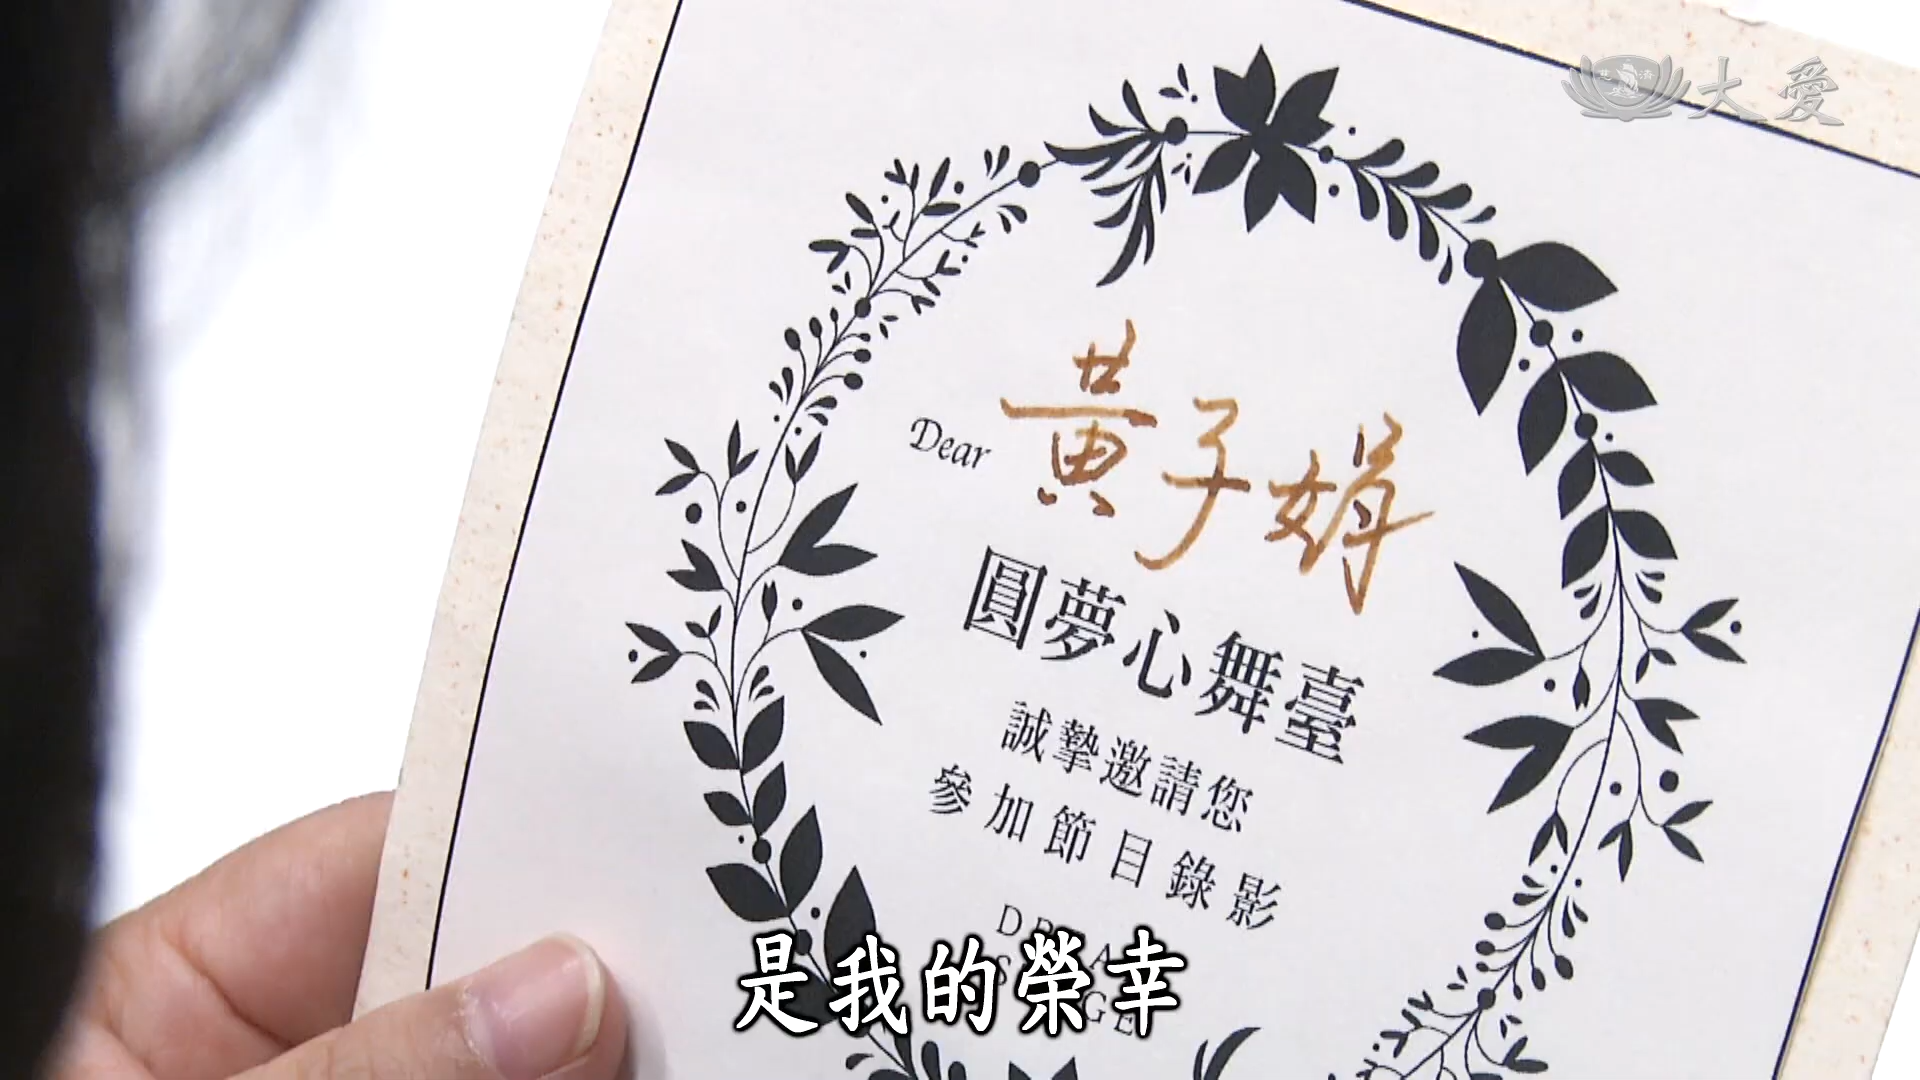 大愛
Dear 黃子娟
圓夢心舞臺
誠摯邀請您
參加節目錄影
是我的榮幸